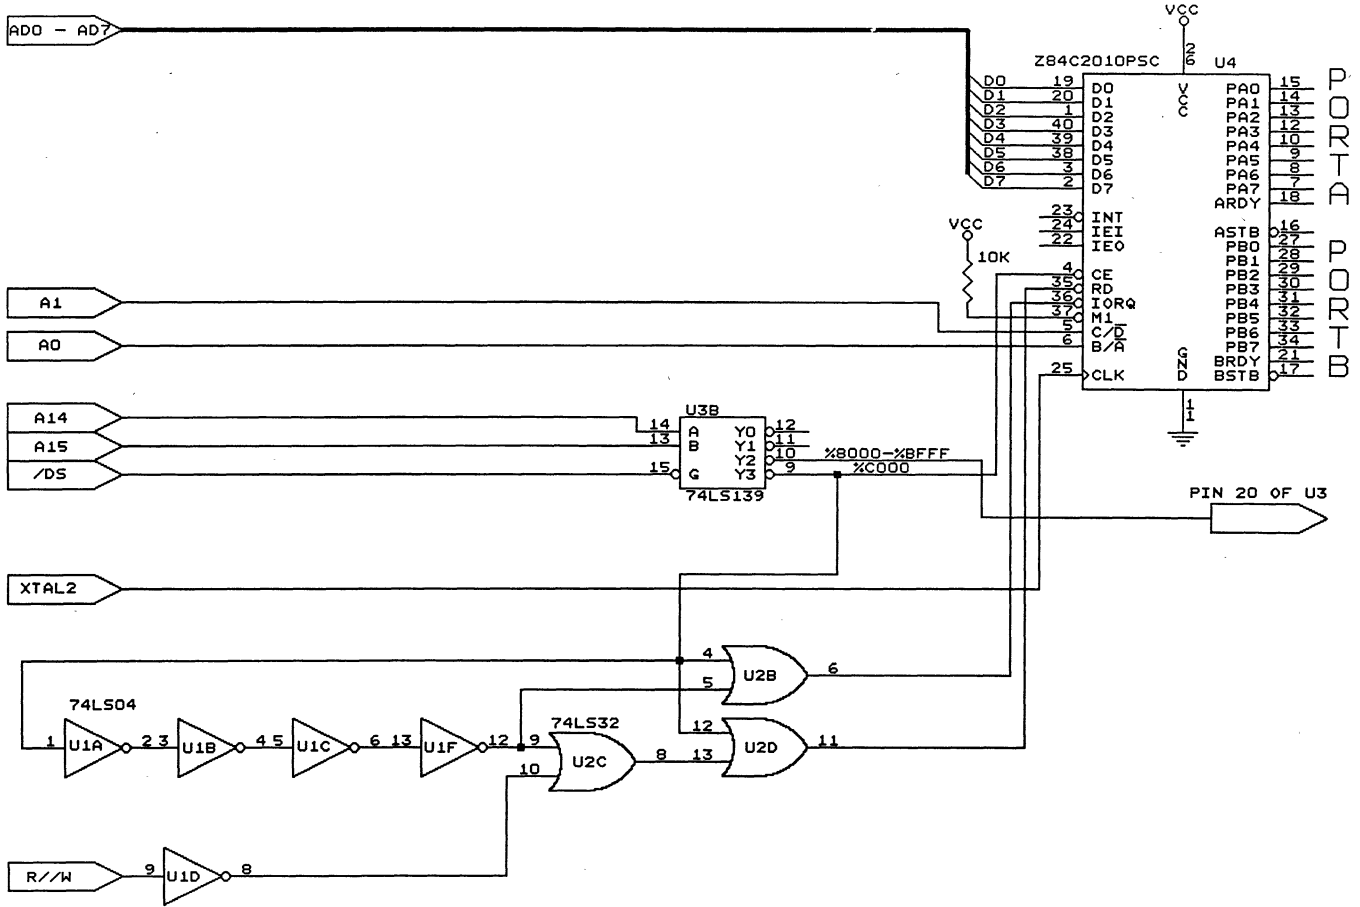 AD0 - AD7
VCC
26
Z84C2010PSC U4
D0 19 D0
D1 20 D1
D2 1 D2
D3 40 D3
D4 39 D4
D5 38 D5
D6 3 D6
D7 2 D7
VCC
PA0 15
PA1 14
PA2 13
PA3 12
PA4 10
PA5 9
PA6 8
PA7 7
ARDY 18
PORT A
23 INT
24 IEI
22 IEO
ASTB 16
PB0 27
PB1 28
PB2 29
PB3 30
PB4 31
PB5 32
PB6 33
PB7 34
BRDY 21
BSTB 17
PORT B
VCC
10K
4 CE
35 RD
36 IORQ
37 M1
5 C/D
6 B/A
25 CLK
GND
11
A1
A0
A14
A15
/DS
U3B
14 A Y0 12
13 B Y1 11
Y2 10
15 G Y3 9
74LS139
%8000-%BFFF
%C000
PIN 20 OF U3
XTAL2
4
5 U2B 6
74LS04
1 U1A 2 3 U1B 4 5 U1C 6 13 U1F 12
74LS32
9
10 U2C 8
12
13 U2D 11
R//W 9 U1D 8